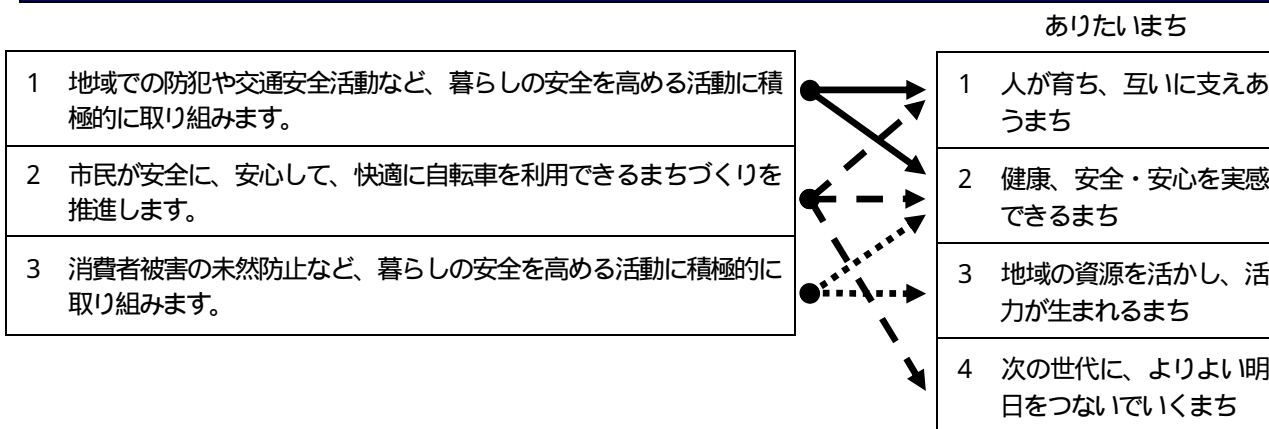 ありたいまち
1 地域での防犯や交通安全活動など、暮らしの安全を高める活動に積
極的に取り組みます。
2 市民が安全に、安心して、快適に自転車を利用できるまちづくりを
推進します。
3 消費者被害の未然防止など、暮らしの安全を高める活動に積極的に
取り組みます。
1 人が育ち、互いに支えあ
うまち
2 健康、安全・安心を実感
できるまち
3 地域の資源を活かし、活
力が生まれるまち
4 次の世代に、よりよい明
日をつないでいくまち